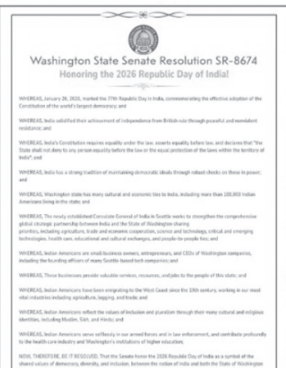 Washington State Senate Resolution SR-8674
Honoring the 2026 Republic Day of India!
WHEREAS, January 26, 2026, marked the 77th Republic Day in India, commemorating the effective adoption of the
Constitution of the world's largest democracy; and
WHEREAS, India solidified their achievement of independence from British rule through peaceful and nonviolent
resistance; and
WHEREAS, India's Constitution requires equality under the law, asserts equality before law, and declares that "the
State shall not deny to any person equality before the law or the equal protection of the laws within the territory of
India"; and
WHEREAS, India has a strong tradition of maintaining democratic ideals through robust checks on those in power;
and
WHEREAS, Washington state has many cultural and economic ties to India, including more than 100,000 Indian
Americans living in the state; and
WHEREAS, The newly established Consulate General of India in Seattle works to strengthen the comprehensive
global strategic partnership between India and the State of Washington sharing
priorities, including agriculture, trade and economic cooperation, science and technology, critical and emerging
technologies, health care, educational and cultural exchanges, and people-to-people ties; and
WHEREAS, Indian Americans are small business owners, entrepreneurs, and CEOs of Washington companies,
including the founding officers of many Seattle-based tech companies; and
WHEREAS, These businesses provide valuable services, resources, and jobs to the people of this state; and
WHEREAS, Indian Americans have been emigrating to the West Coast since the 19th century, working in our most
vital industries including agriculture, logging, and trade; and
WHEREAS, Indian Americans reflect the values of inclusion and pluralism through their many cultural and religious
identities, including Muslim, Sikh, and Hindu; and
WHEREAS, Indian Americans serve selflessly in our armed forces and in law enforcement, and contribute profoundly
to the health care industry and Washington's institutions of higher education;
NOW, THEREFORE, BE IT RESOLVED, That the Senate honor the 2026 Republic Day of India as a symbol of the
shared values of democracy, diversity, and inclusion, between the nation of India and both the State of Washington